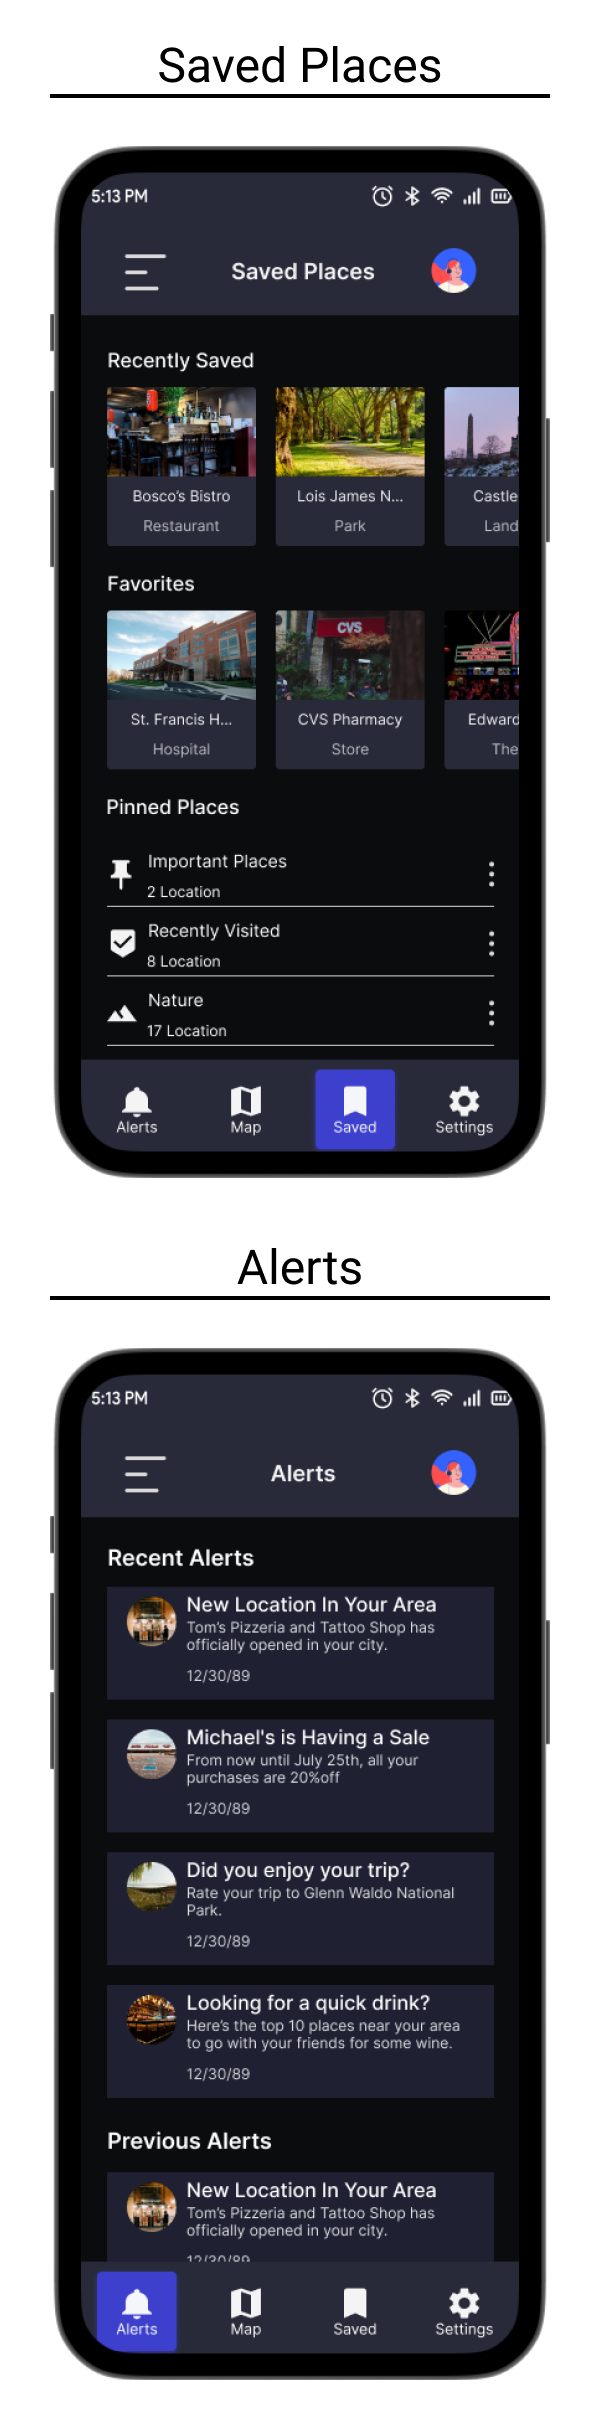 Saved Places
5:13 PM
Saved Places
Recently Saved
Bosco's Bistro
Restaurant
Lois James N...
Park
Castle
Land
Favorites
CVS
St. Francis H...
Hospital
CVS Pharmacy
Store
Edward
The
Pinned Places
Important Places
2 Location
Recently Visited
8 Location
Nature
17 Location
Alerts
Map
Saved
Settings
Alerts
5:13 PM
Alerts
Recent Alerts
New Location In Your Area
Tom's Pizzeria and Tattoo Shop has
officially opened in your city.
12/30/89
Michael's is Having a Sale
From now until July 25th, all your
purchases are 20%off
12/30/89
Did you enjoy your trip?
Rate your trip to Glenn Waldo National
Park.
12/30/89
Looking for a quick drink?
Here's the top 10 places near your area
to go with your friends for some wine.
12/30/89
Previous Alerts
New Location In Your Area
Tom's Pizzeria and Tattoo Shop has
officially opened in your city.
12/30/89
Alerts
Map
Saved
Settings